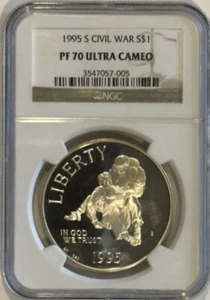 1995 S CIVIL WAR S$1
PF 70 ULTRA CAMEO
3547057-005
NGC
LIBERTY
IN GOD
WE TRUST
S
1995